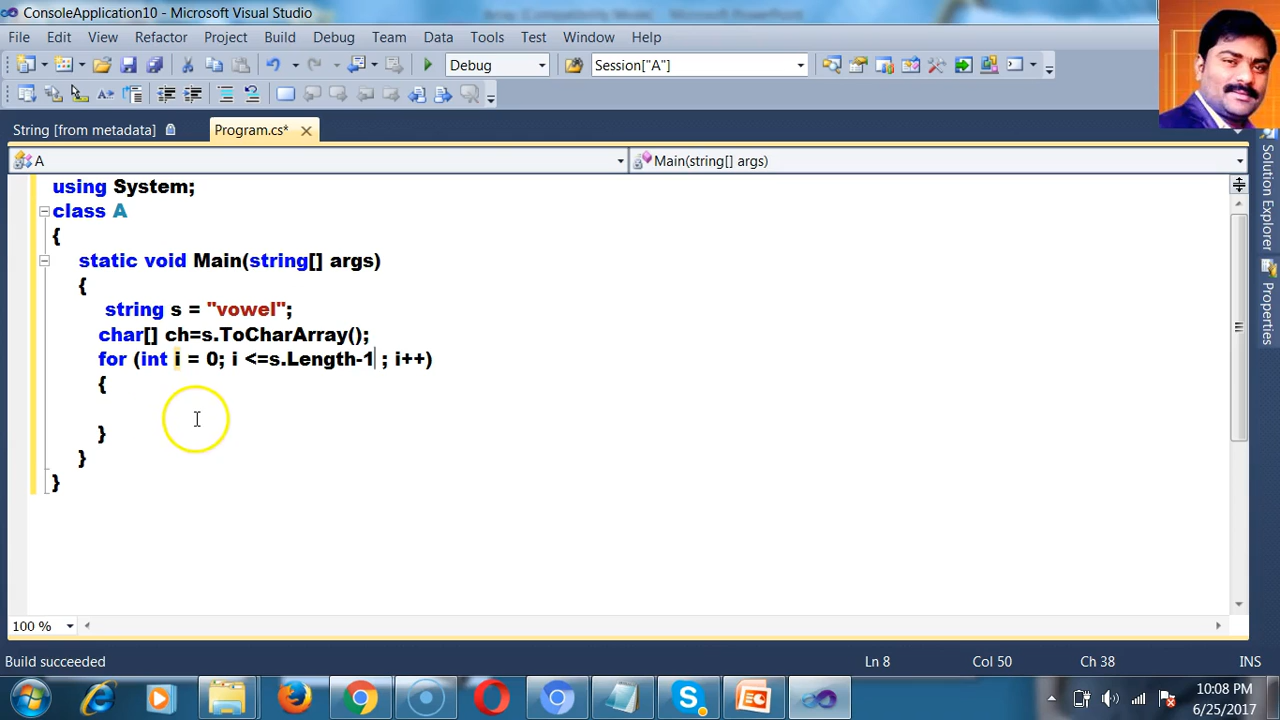 ConsoleApplication10 - Microsoft Visual Studio
File Edit View Refactor Project Build Debug Team Data Tools Test Window Help
Debug Session["A"]
String [from metadata] Program.cs*
A Main(string[] args)
using System;
class A
{
static void Main(string[] args)
{
string s = "vowel";
char[] ch=s.ToCharArray();
for (int i = 0; i <=s.Length-1 ; i++)
{
}
}
}
Solution Explorer
Properties
100 %
Build succeeded Ln 8 Col 50 Ch 38 INS
10:08 PM
6/25/2017